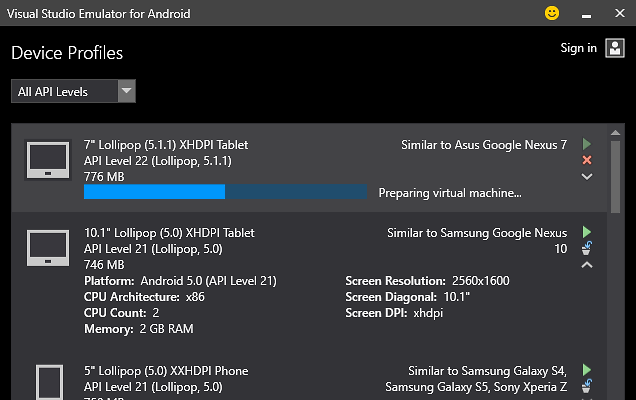 Visual Studio Emulator for Android
Device Profiles
Sign in
All API Levels
7" Lollipop (5.1.1) XHDPI Tablet
Similar to Asus Google Nexus 7
API Level 22 (Lollipop, 5.1.1)
776 MB
Preparing virtual machine...
10.1" Lollipop (5.0) XHDPI Tablet
Similar to Samsung Google Nexus
API Level 21 (Lollipop, 5.0)
10
746 MB
Platform: Android 5.0 (API Level 21)
Screen Resolution: 2560x1600
CPU Architecture: x86
Screen Diagonal: 10.1"
CPU Count: 2
Screen DPI: xhdpi
Memory: 2 GB RAM
5" Lollipop (5.0) XXHDPI Phone
Similar to Samsung Galaxy S4,
API Level 21 (Lollipop, 5.0)
Samsung Galaxy S5, Sony Xperia Z